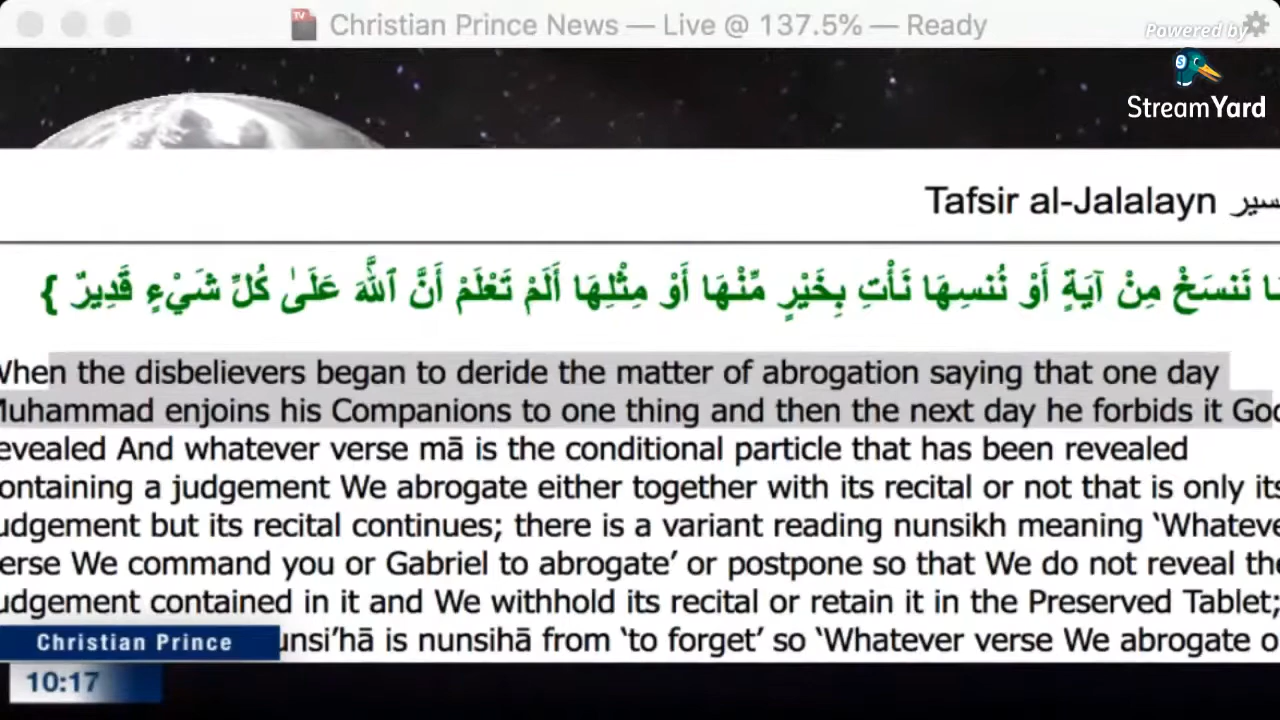 Christian Prince News — Live @ 137.5% — Ready
Powered by
StreamYard
Tafsir al-Jalalayn
نَنسَخْ مِنْ آيَةٍ أَوْ نُنسِهَا نَأْتِ بِخَيْرٍ مِّنْهَا أَوْ مِثْلِهَا أَلَمْ تَعْلَمْ أَنَّ ٱللَّهَ عَلَىٰ كُلِّ شَيْءٍ قَدِيرٌ }
When the disbelievers began to deride the matter of abrogation saying that one day
Muhammad enjoins his Companions to one thing and then the next day he forbids it God
evealed And whatever verse mā is the conditional particle that has been revealed
ontaining a judgement We abrogate either together with its recital or not that is only its
udgement but its recital continues; there is a variant reading nunsikh meaning ‘Whateve
erse We command you or Gabriel to abrogate’ or postpone so that We do not reveal the
udgement contained in it and We withhold its recital or retain it in the Preserved Tablet;
unsi’hā is nunsihā from ‘to forget’ so ‘Whatever verse We abrogate o
Christian Prince
10:17